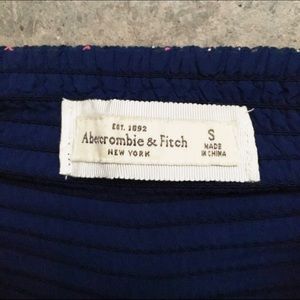 EST. 1892
Abercrombie & Fitch
NEW YORK
S
MADE
IN CHINA